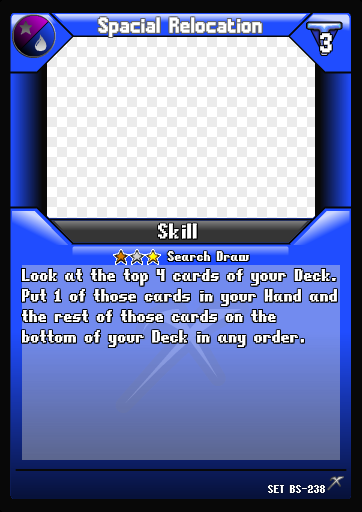 Spacial Relocation
3
Skill
Search Draw
Look at the top 4 cards of your Deck.
Put 1 of those cards in your Hand and
the rest of those cards on the
bottom of your Deck in any order.
SET BS-238